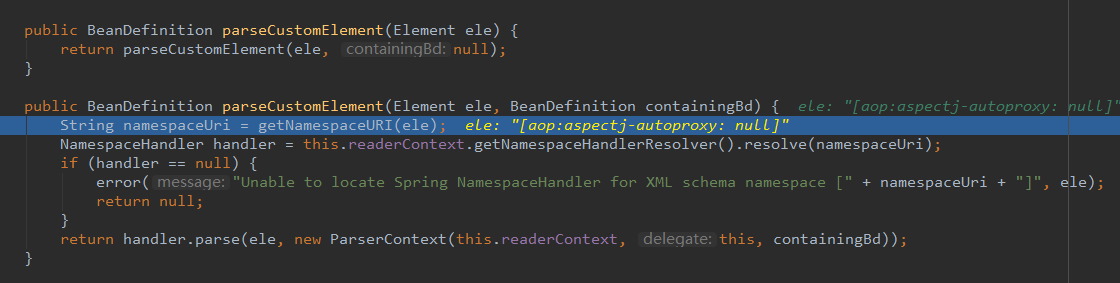 public BeanDefinition parseCustomElement(Element ele) {
return parseCustomElement(ele, containingBd: null);
}
public BeanDefinition parseCustomElement(Element ele, BeanDefinition containingBd) { ele: "[aop:aspectj-autoproxy: null]"
String namespaceUri = getNamespaceURI(ele); ele: "[aop:aspectj-autoproxy: null]"
NamespaceHandler handler = this.readerContext.getNamespaceHandlerResolver().resolve(namespaceUri);
if (handler == null) {
error( message: "Unable to locate Spring NamespaceHandler for XML schema namespace [" + namespaceUri + "]", ele);
return null;
}
return handler.parse(ele, new ParserContext(this.readerContext, delegate: this, containingBd));
}